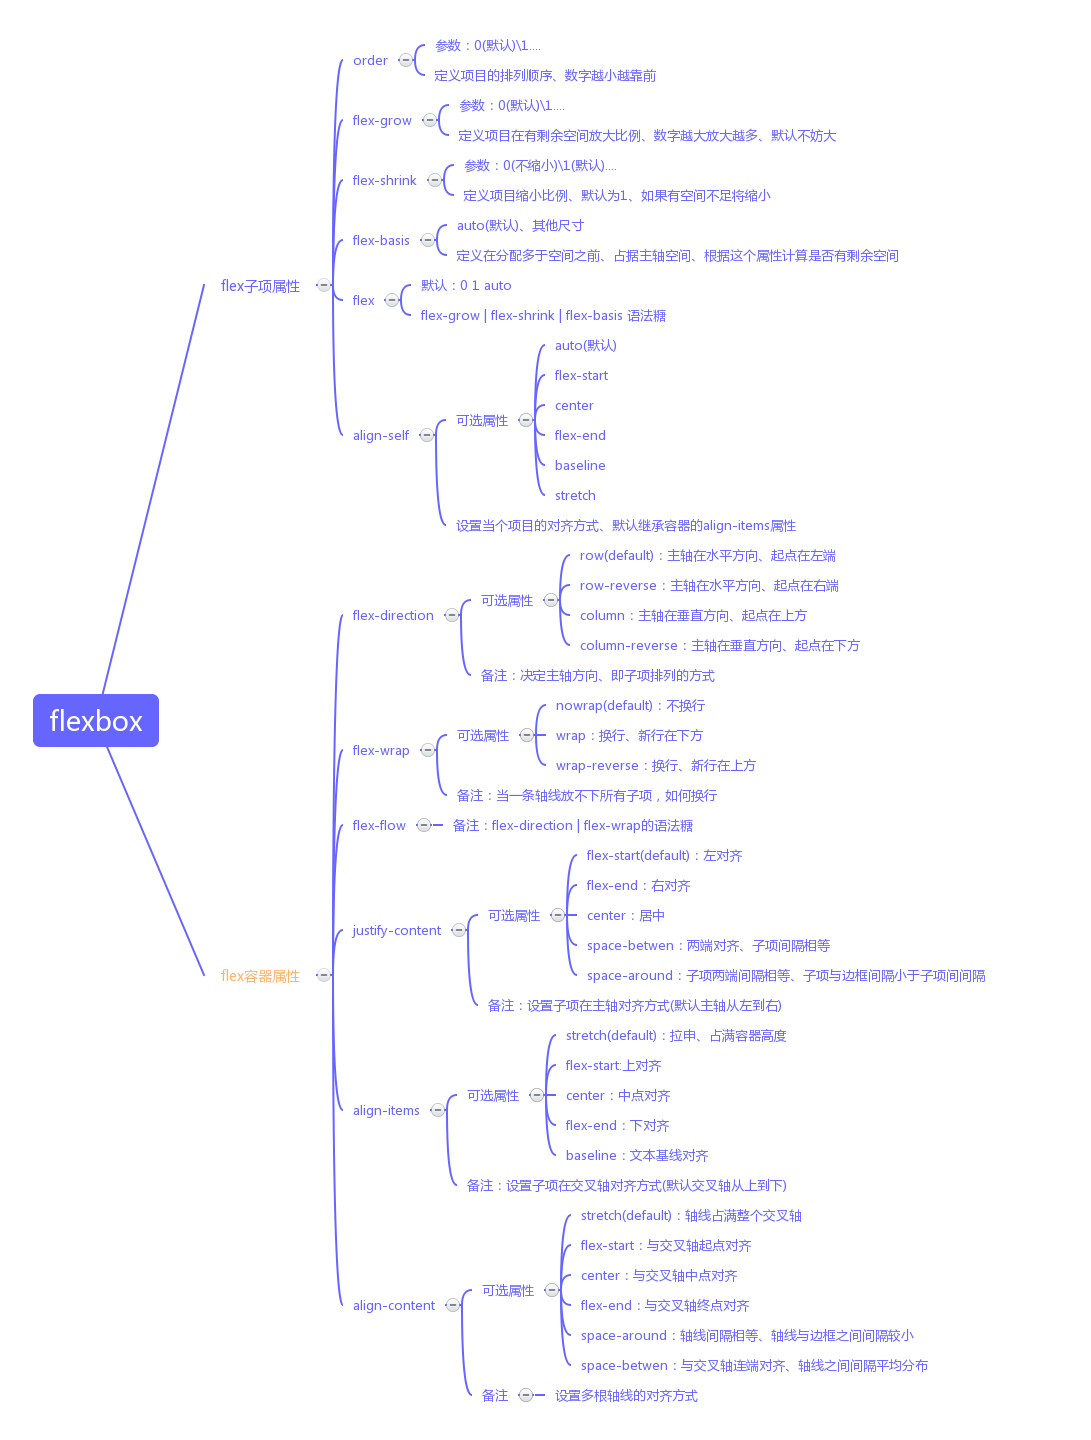 flexbox
flex子项属性
order
参数：0(默认)\1....
定义项目的排列顺序、数字越小越靠前
flex-grow
参数：0(默认)\1....
定义项目在有剩余空间放大比例、数字越大放大越多、默认不妨大
flex-shrink
参数：0(不缩小)\1(默认)....
定义项目缩小比例、默认为1、如果有空间不足将缩小
flex-basis
auto(默认)、其他尺寸
定义在分配多于空间之前、占据主轴空间、根据这个属性计算是否有剩余空间
flex
默认：0 1 auto
flex-grow | flex-shrink | flex-basis 语法糖
align-self
可选属性
auto(默认)
flex-start
center
flex-end
baseline
stretch
设置当个项目的对齐方式、默认继承容器的align-items属性
flex容器属性
flex-direction
可选属性
row(default)：主轴在水平方向、起点在左端
row-reverse：主轴在水平方向、起点在右端
column：主轴在垂直方向、起点在上方
column-reverse：主轴在垂直方向、起点在下方
备注：决定主轴方向、即子项排列的方式
flex-wrap
可选属性
nowrap(default)：不换行
wrap：换行、新行在下方
wrap-reverse：换行、新行在上方
备注：当一条轴线放不下所有子项，如何换行
flex-flow
备注：flex-direction | flex-wrap的语法糖
justify-content
可选属性
flex-start(default)：左对齐
flex-end：右对齐
center：居中
space-betwen：两端对齐、子项间隔相等
space-around：子项两端间隔相等、子项与边框间隔小于子项间间隔
备注：设置子项在主轴对齐方式(默认主轴从左到右)
align-items
可选属性
stretch(default)：拉申、占满容器高度
flex-start:上对齐
center：中点对齐
flex-end：下对齐
baseline：文本基线对齐
备注：设置子项在交叉轴对齐方式(默认交叉轴从上到下)
align-content
可选属性
stretch(default)：轴线占满整个交叉轴
flex-start：与交叉轴起点对齐
center：与交叉轴中点对齐
flex-end：与交叉轴终点对齐
space-around：轴线间隔相等、轴线与边框之间间隔较小
space-betwen：与交叉轴连端对齐、轴线之间间隔平均分布
备注
设置多根轴线的对齐方式